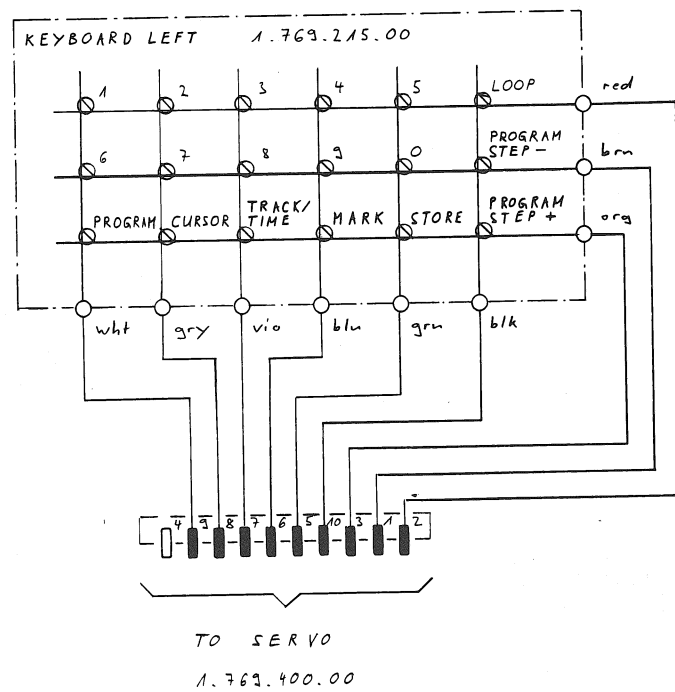 KEYBOARD LEFT 1.769.215.00
1 2 3 4 5 LOOP red
6 7 8 9 0 PROGRAM STEP − brn
PROGRAM CURSOR TRACK/TIME MARK STORE PROGRAM STEP + org
wht gry vio blu grn blk
4 9 8 7 6 5 10 3 1 2
TO SERVO
1.769.400.00